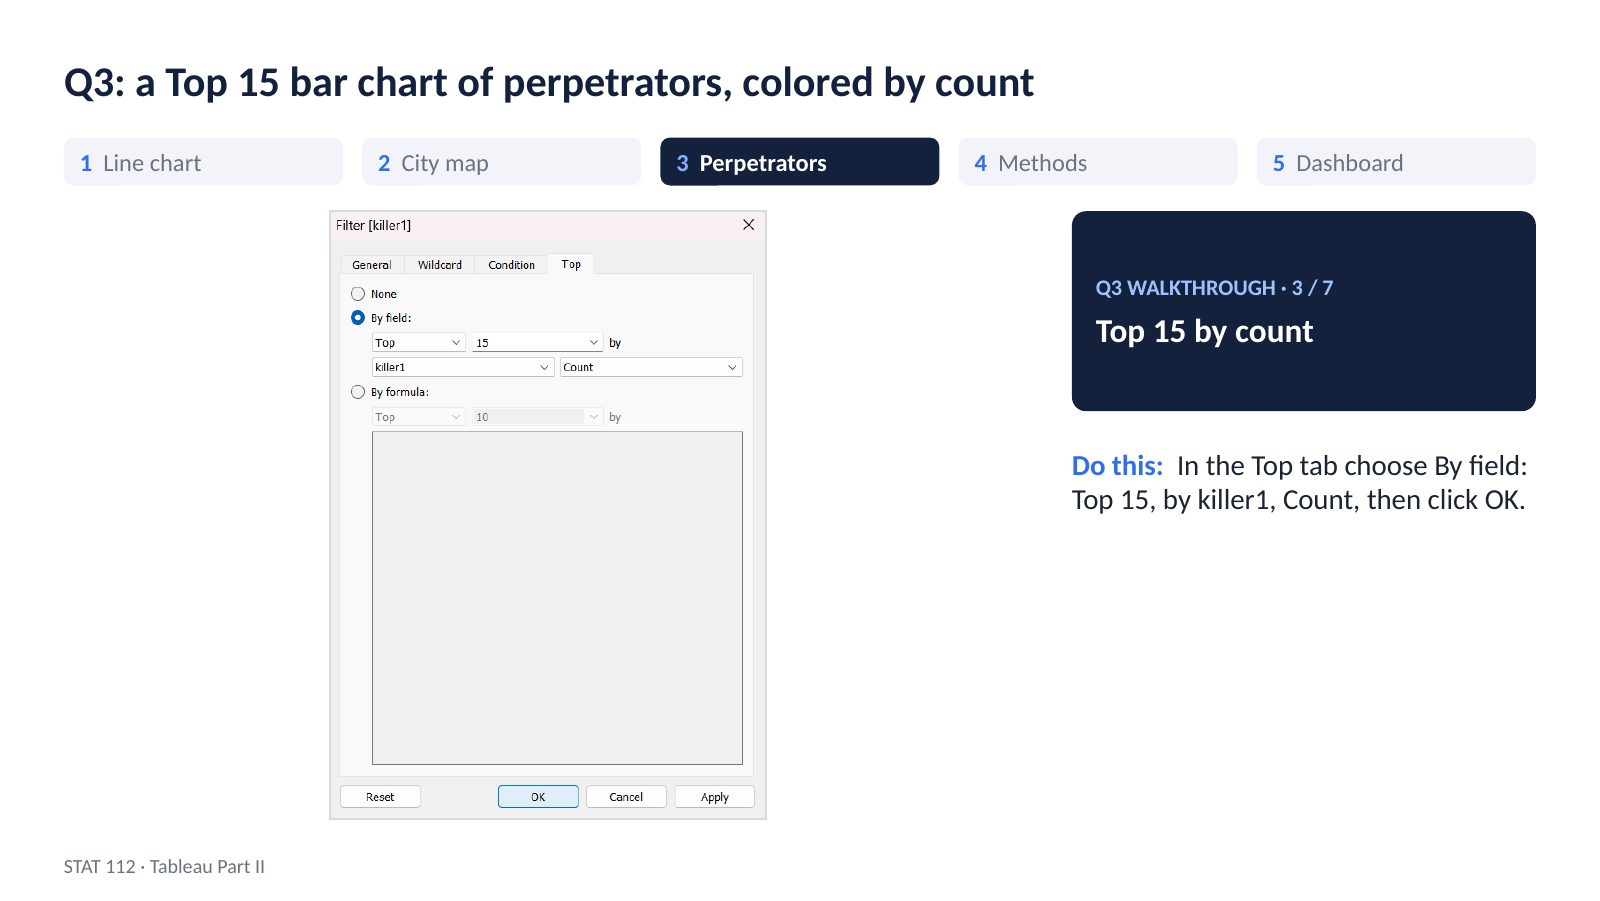 Q3: a Top 15 bar chart of perpetrators, colored by count
1 Line chart
2 City map
3 Perpetrators
4 Methods
5 Dashboard
Filter [killer1]
General
Wildcard
Condition
Top
None
By field:
Top
15
by
killer1
Count
By formula:
Top
10
by
Reset
OK
Cancel
Apply
Q3 WALKTHROUGH · 3 / 7
Top 15 by count
Do this: In the Top tab choose By field:
Top 15, by killer1, Count, then click OK.
STAT 112 · Tableau Part II